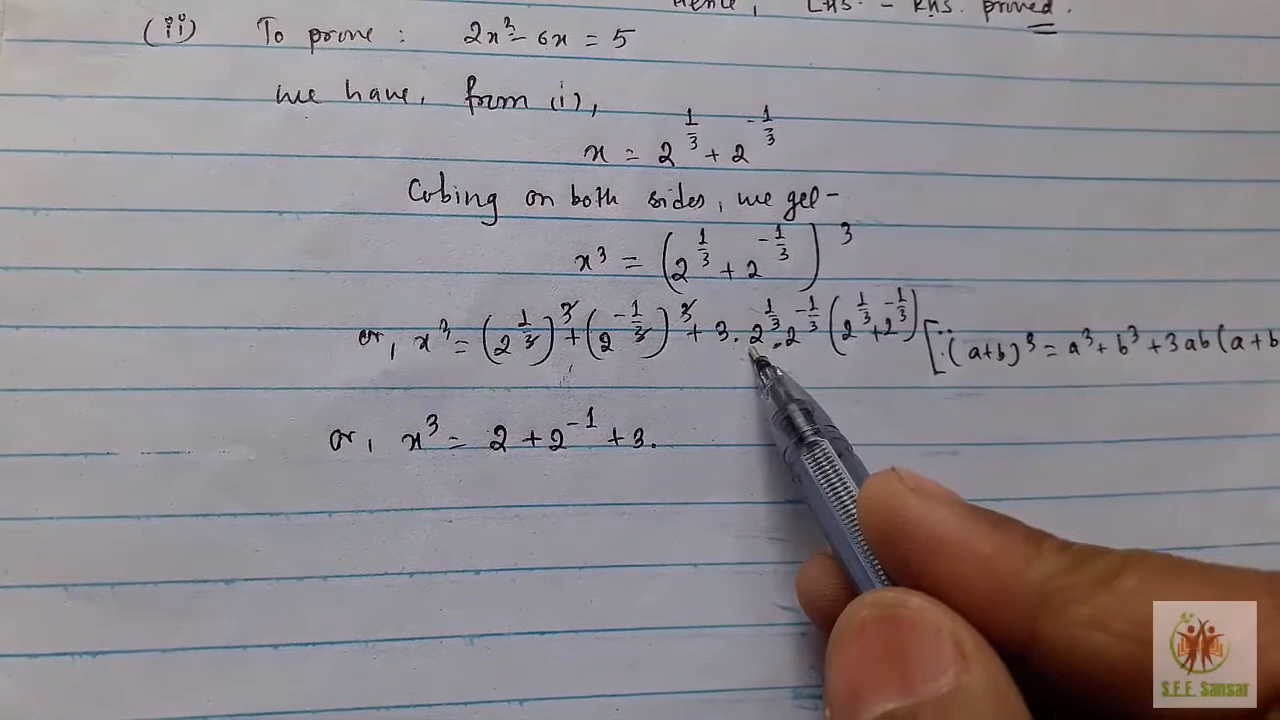 Hence, LHS. = RHS. proved.
(ii) To prove : 2x³ - 6x = 5
we have, from (i),
x = 2^(1/3) + 2^(-1/3)
Cubing on both sides, we get-
x³ = (2^(1/3) + 2^(-1/3))³
or, x³ = (2^(1/3))³ + (2^(-1/3))³ + 3 . 2^(1/3) . 2^(-1/3) (2^(1/3) + 2^(-1/3)) [∵ (a+b)³ = a³ + b³ + 3ab(a+b
or, x³ = 2 + 2^(-1) + 3.
S.E.E. Sansar